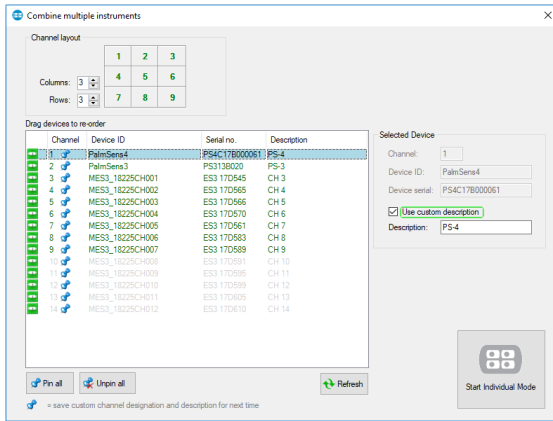 Combine multiple instruments
Channel layout
1 2 3
4 5 6
7 8 9
Columns: 3
Rows: 3
Drag devices to re-order
Channel Device ID Serial no. Description
1 PalmSens4 PS4C17B000061 PS-4
2 PalmSens3 PS313B020 PS-3
3 MES3_18225CH001 ES3 17D545 CH 3
4 MES3_18225CH002 ES3 17D565 CH 4
5 MES3_18225CH003 ES3 17D566 CH 5
6 MES3_18225CH004 ES3 17D570 CH 6
7 MES3_18225CH005 ES3 17D561 CH 7
8 MES3_18225CH006 ES3 17D583 CH 8
9 MES3_18225CH007 ES3 17D589 CH 9
10 MES3_18225CH008 ES3 17D591 CH 10
11 MES3_18225CH009 ES3 17D595 CH 11
12 MES3_18225CH010 ES3 17D599 CH 12
13 MES3_18225CH011 ES3 17D605 CH 13
14 MES3_18225CH012 ES3 17D610 CH 14
Selected Device
Channel: 1
Device ID: PalmSens4
Device serial: PS4C17B000061
Use custom description
Description: PS-4
Pin all
Unpin all
Refresh
Start Individual Mode
= save custom channel designation and description for next time